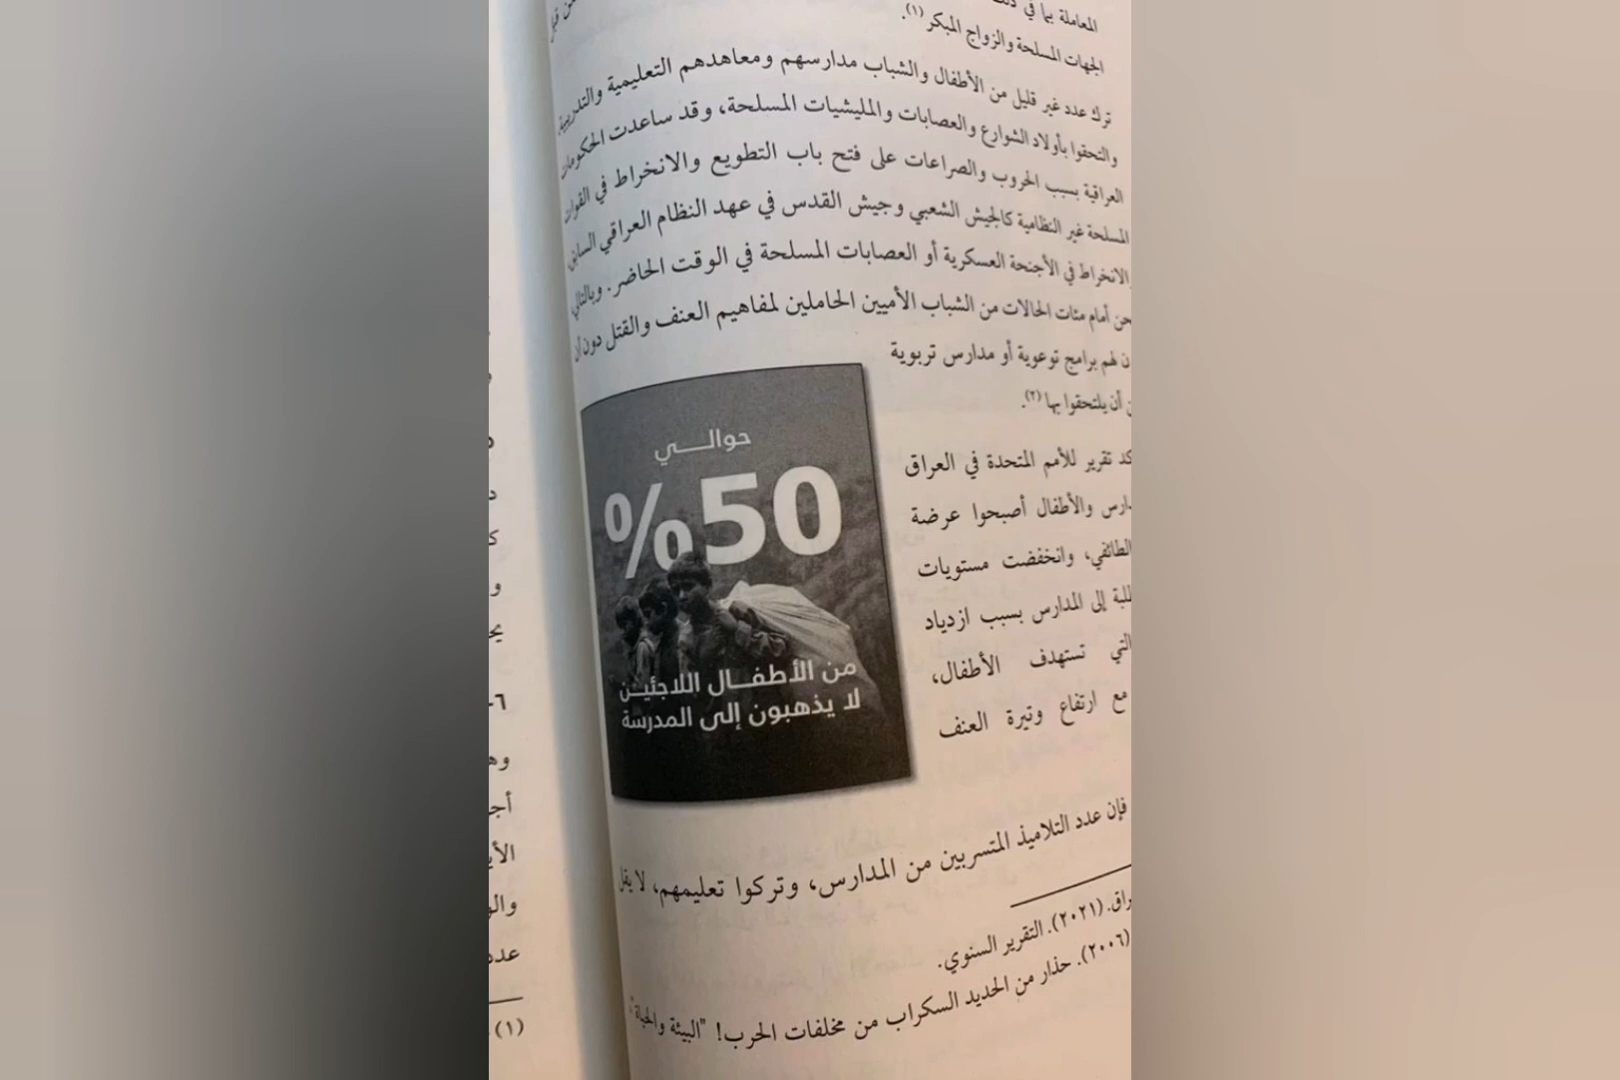 المعاملة بما في
الجهات المسلحة والزواج المبكر (١).
ترك عدد غير قليل من الأطفال والشباب مدارسهم ومعاهدهم التعليمية والتدريبية
والتحقوا بأولاد الشوارع والعصابات والمليشيات المسلحة، وقد ساعدت الحكومات
العراقية بسبب الحروب والصراعات على فتح باب التطويع والانخراط في القوات
المسلحة غير النظامية كالجيش الشعبي وجيش القدس في عهد النظام العراقي السابق
الانخراط في الأجنحة العسكرية أو العصابات المسلحة في الوقت الحاضر. وبالتالي
حن أمام مئات الحالات من الشباب الأميين الحاملين لمفاهيم العنف والقتل دون أن
ن لهم برامج توعوية أو مدارس تربوية
ن أن يلتحقوا بها (٢).
كد تقرير للأمم المتحدة في العراق
ارس والأطفال أصبحوا عرضة
الطائفي، وانخفضت مستويات
لبة إلى المدارس بسبب ازدياد
التي تستهدف الأطفال،
مع ارتفاع وتيرة العنف
حوالـــي
%50
من الأطفــال اللاجئيـن
لا يذهبون إلى المدرسة
فإن عدد التلاميذ المتسربين من المدارس، وتركوا تعليمهم، لا يقل
راق. (٢٠٢١). التقرير السنوي.
(٢٠٠٦). حذار من الحديد السكراب من مخلفات الحرب! "البيئة والحياة".
٦-
(١)